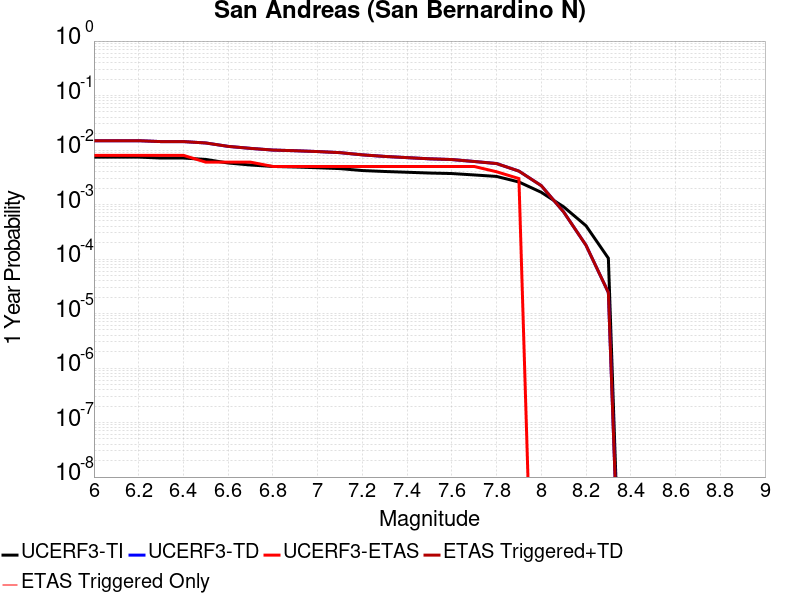 San Andreas (San Bernardino N)
10^0
10^-1
10^-2
10^-3
10^-4
10^-5
10^-6
10^-7
10^-8
1 Year Probability
6 6.2 6.4 6.6 6.8 7 7.2 7.4 7.6 7.8 8 8.2 8.4 8.6 8.8 9
Magnitude
UCERF3-TI UCERF3-TD UCERF3-ETAS ETAS Triggered+TD
ETAS Triggered Only